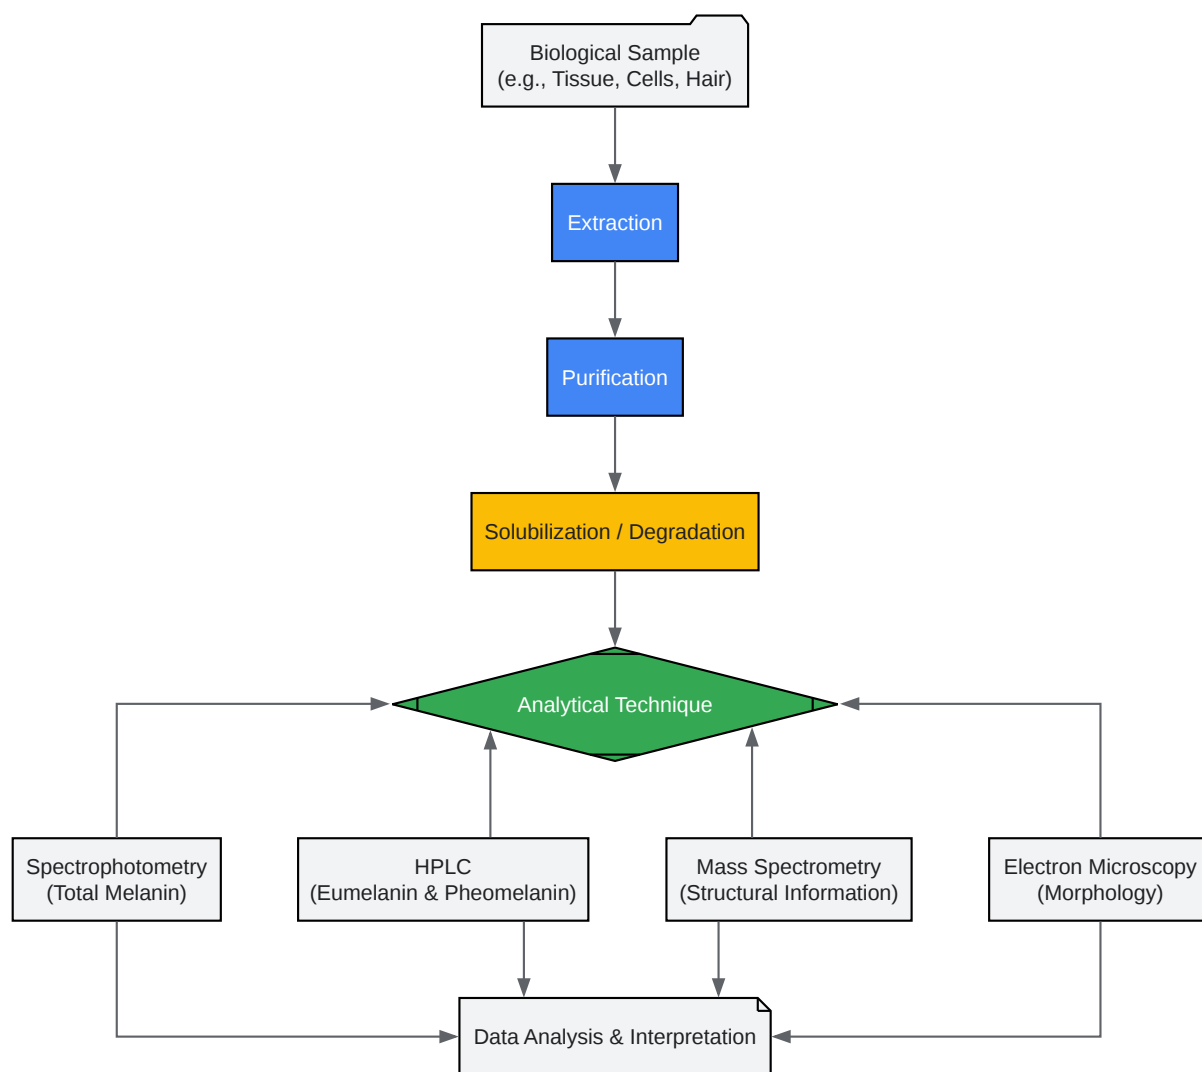 Biological Sample
(e.g., Tissue, Cells, Hair)
Extraction
Purification
Solubilization / Degradation
Analytical Technique
Spectrophotometry
(Total Melanin)
HPLC
(Eumelanin & Pheomelanin)
Mass Spectrometry
(Structural Information)
Electron Microscopy
(Morphology)
Data Analysis & Interpretation